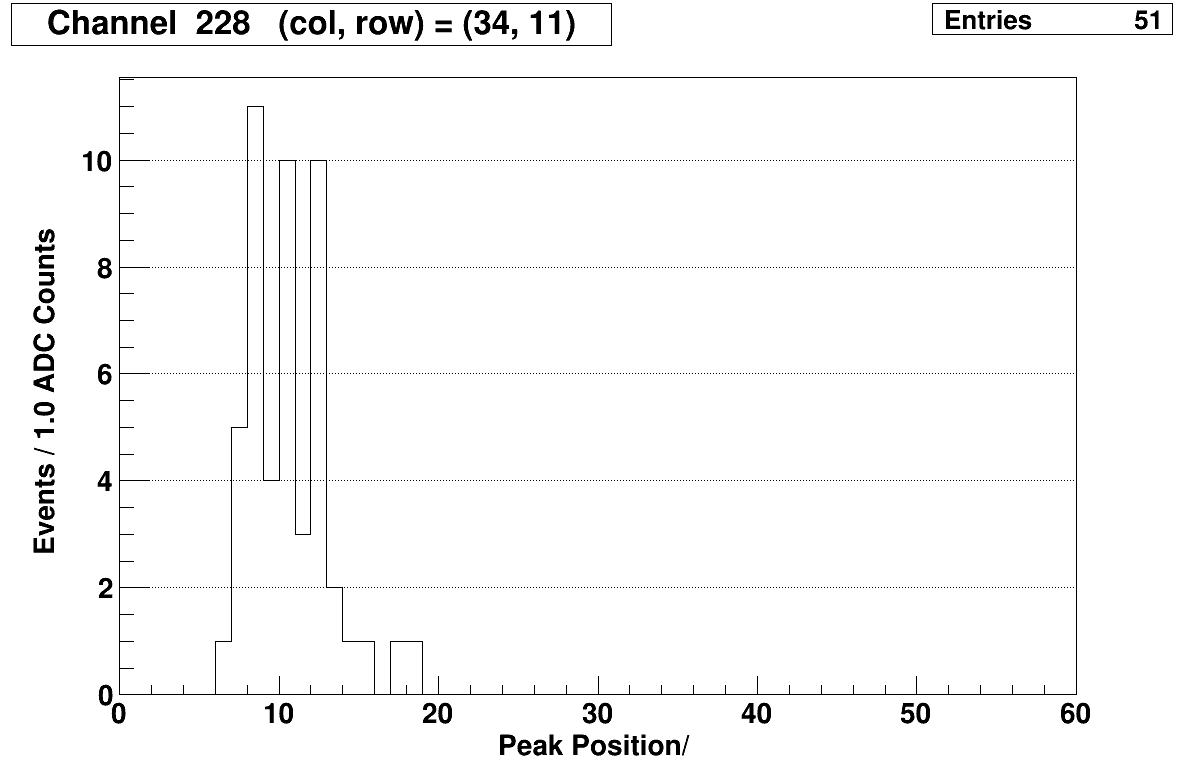 Channel 228 (col, row) = (34, 11)
Entries 51
Events / 1.0 ADC Counts
10
8
6
4
2
0
0 10 20 30 40 50 60
Peak Position/